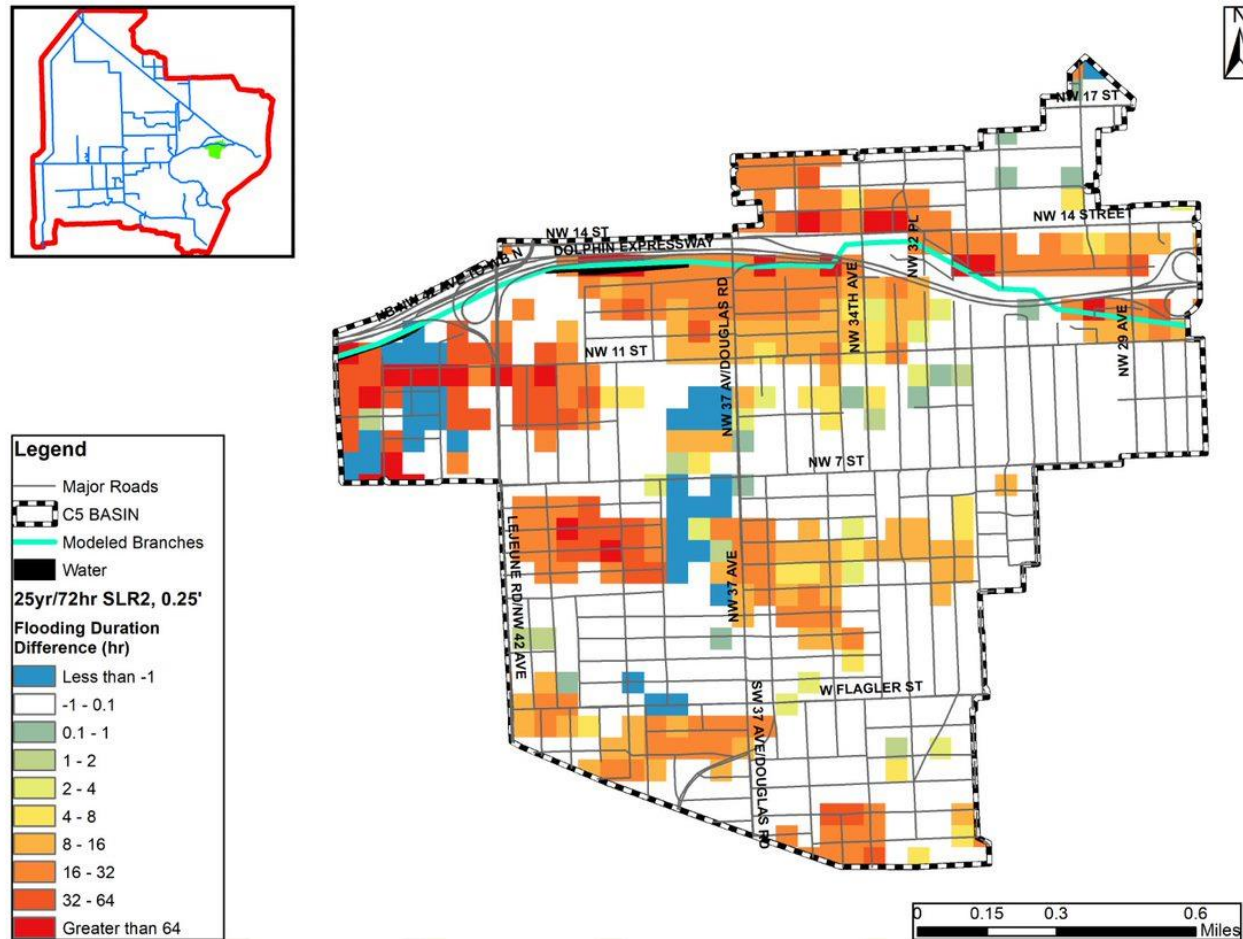 N
NW 17 ST
NW 14 STREET
NW 14 ST
DOLPHIN EXPRESSWAY
NW 32 PL
NW 34TH AVE
NW 37 AV/DOUGLAS RD
NW 11 ST
NW 29 AVE
NW 7 ST
LEJEUNE RD/NW 42 AVE
NW 37 AVE
W FLAGLER ST
SW 37 AVE/DOUGLAS RD
Legend
Major Roads
C5 BASIN
Modeled Branches
Water
25yr/72hr SLR2, 0.25'
Flooding Duration
Difference (hr)
Less than -1
-1 - 0.1
0.1 - 1
1 - 2
2 - 4
4 - 8
8 - 16
16 - 32
32 - 64
Greater than 64
0 0.15 0.3 0.6
Miles